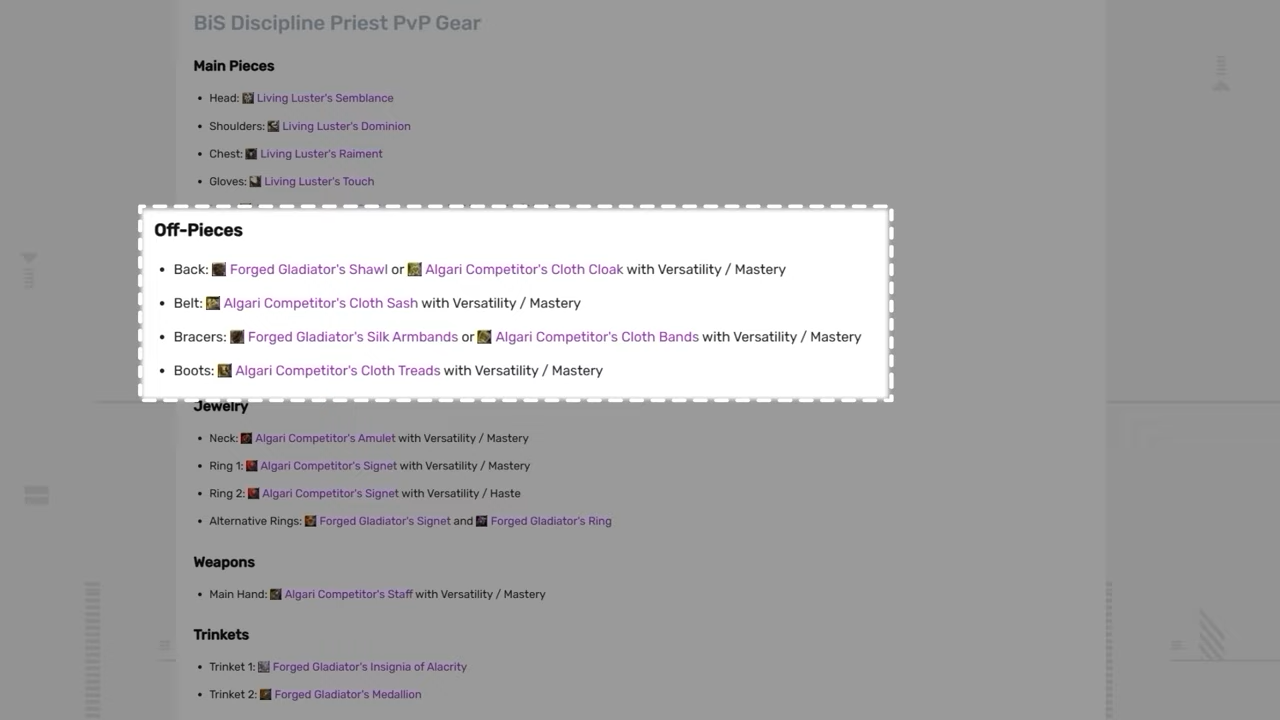 BiS Discipline Priest PvP Gear
Main Pieces
Head: Living Luster's Semblance
Shoulders: Living Luster's Dominion
Chest: Living Luster's Raiment
Gloves: Living Luster's Touch
Off-Pieces
Back: Forged Gladiator's Shawl or Algari Competitor's Cloth Cloak with Versatility / Mastery
Belt: Algari Competitor's Cloth Sash with Versatility / Mastery
Bracers: Forged Gladiator's Silk Armbands or Algari Competitor's Cloth Bands with Versatility / Mastery
Boots: Algari Competitor's Cloth Treads with Versatility / Mastery
Jewelry
Neck: Algari Competitor's Amulet with Versatility / Mastery
Ring 1: Algari Competitor's Signet with Versatility / Mastery
Ring 2: Algari Competitor's Signet with Versatility / Haste
Alternative Rings: Forged Gladiator's Signet and Forged Gladiator's Ring
Weapons
Main Hand: Algari Competitor's Staff with Versatility / Mastery
Trinkets
Trinket 1: Forged Gladiator's Insignia of Alacrity
Trinket 2: Forged Gladiator's Medallion